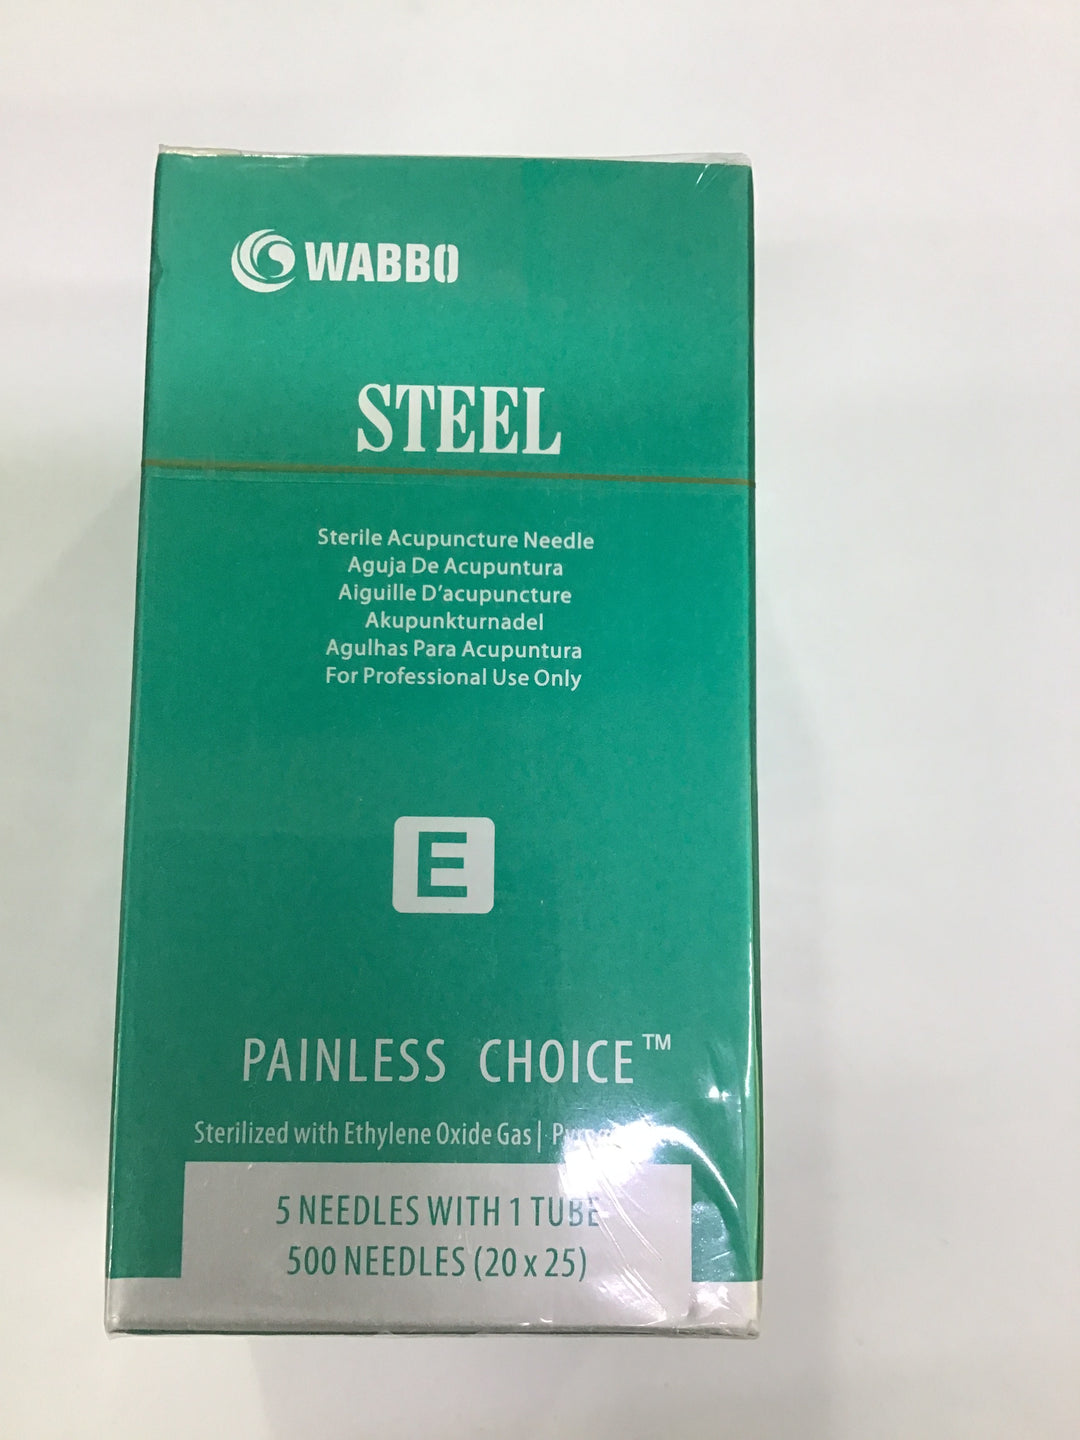 WABBO
STEEL
Sterile Acupuncture Needle
Aguja De Acupuntura
Aiguille D'acupuncture
Akupunkturnadel
Agulhas Para Acupuntura
For Professional Use Only
E
PAINLESS CHOICE™
Sterilized with Ethylene Oxide Gas |
5 NEEDLES WITH 1 TUBE
500 NEEDLES (20 x 25)